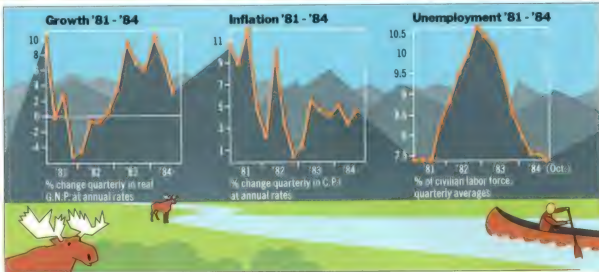 Growth '81 - '84
10
8
6
4
2
0
-2
-4
'81 '82 '83 '84
% change quarterly in real
G.N.P. at annual rates
Inflation '81 - '84
11
9
7
5
3
1
'81 '82 '83 '84
% change quarterly in C.P.I.
at annual rates
Unemployment '81 - '84
10.5
10
9.5
9
8.5
8
7.5
'81 '82 '83 '84 (Oct.)
% of civilian labor force,
quarterly averages